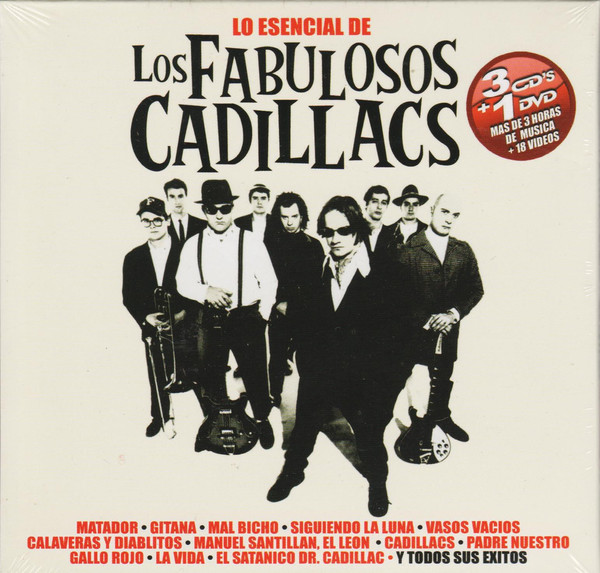 LO ESENCIAL DE
LOS FABULOSOS
CADILLACS
3 CD'S
+1 DVD
MAS DE 3 HORAS
DE MUSICA
+ 18 VIDEOS
MATADOR • GITANA • MAL BICHO • SIGUIENDO LA LUNA • VASOS VACIOS
CALAVERAS Y DIABLITOS • MANUEL SANTILLAN, EL LEON • CADILLACS • PADRE NUESTRO
GALLO ROJO • LA VIDA • EL SATANICO DR. CADILLAC • Y TODOS SUS EXITOS